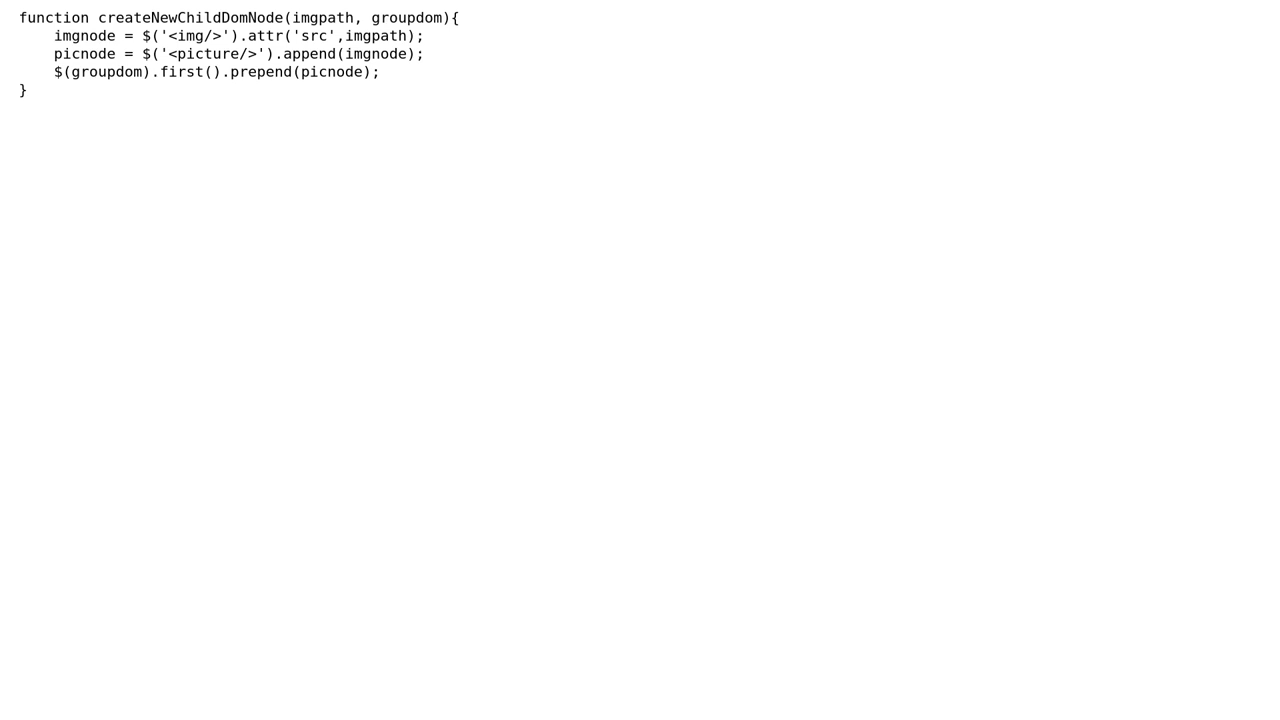 function createNewChildDomNode(imgpath, groupdom){
    imgnode = $('<img/>').attr('src',imgpath);
    picnode = $('<picture/>').append(imgnode);
    $(groupdom).first().prepend(picnode);
}